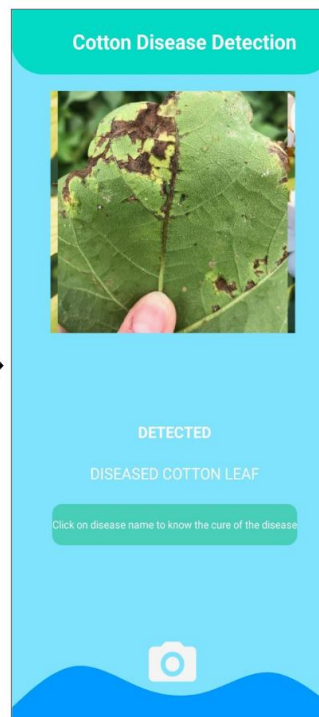 Cotton Disease Detection
DETECTED
DISEASED COTTON LEAF
Click on disease name to know the cure of the disease